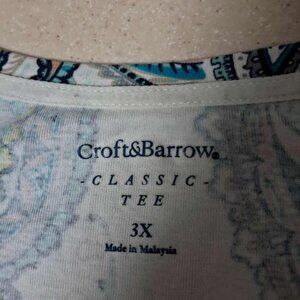 Croft&Barrow®
-CLASSIC-
TEE
3X
Made in Malaysia